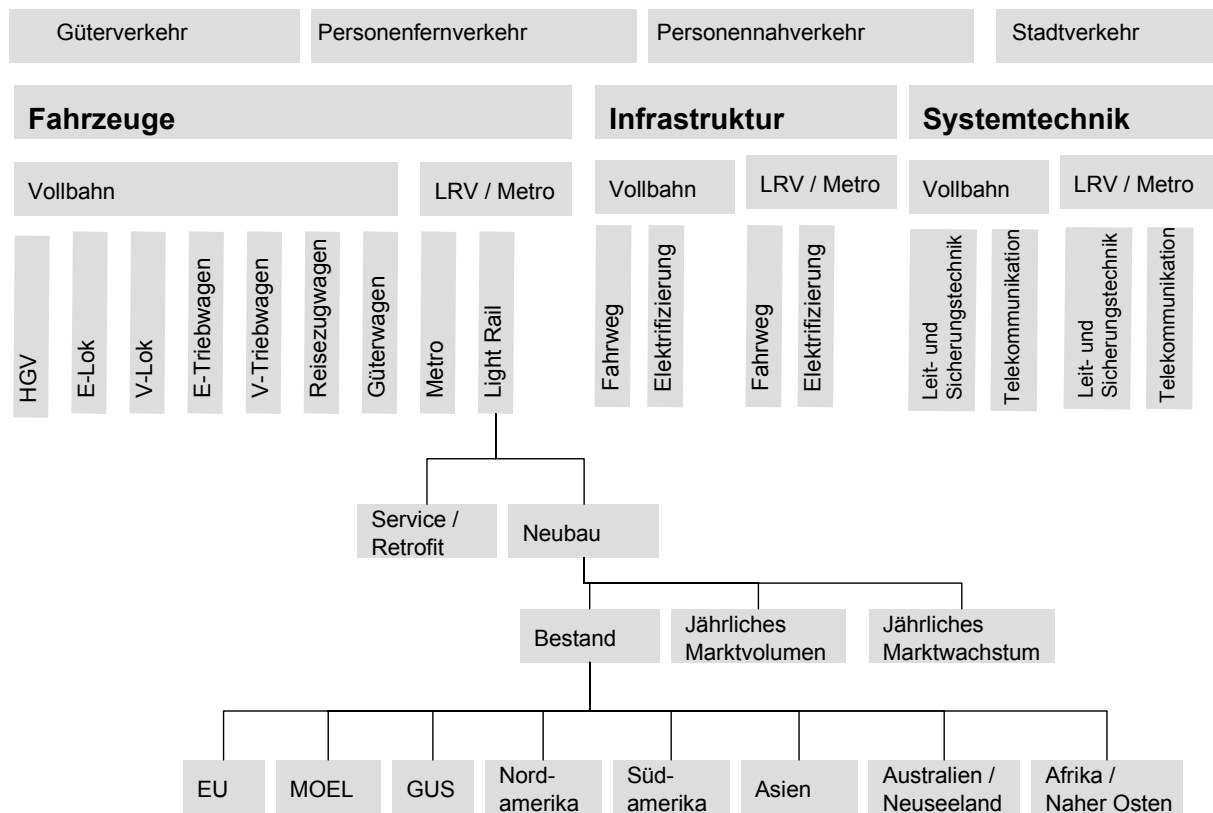 Güterverkehr
Personenfernverkehr
Personennahverkehr
Stadtverkehr
Fahrzeuge
Infrastruktur
Systemtechnik
Vollbahn
LRV / Metro
Vollbahn
LRV / Metro
Vollbahn
LRV / Metro
HGV
E-Lok
V-Lok
E-Triebwagen
V-Triebwagen
Reisezugwagen
Güterwagen
Metro
Light Rail
Fahrweg
Elektrifizierung
Fahrweg
Elektrifizierung
Leit- und
Sicherungstechnik
Telekommunikation
Leit- und
Sicherungstechnik
Telekommunikation
Service /
Retrofit
Neubau
Bestand
Jährliches
Marktvolumen
Jährliches
Marktwachstum
EU
MOEL
GUS
Nord-
amerika
Süd-
amerika
Asien
Australien /
Neuseeland
Afrika /
Naher Osten